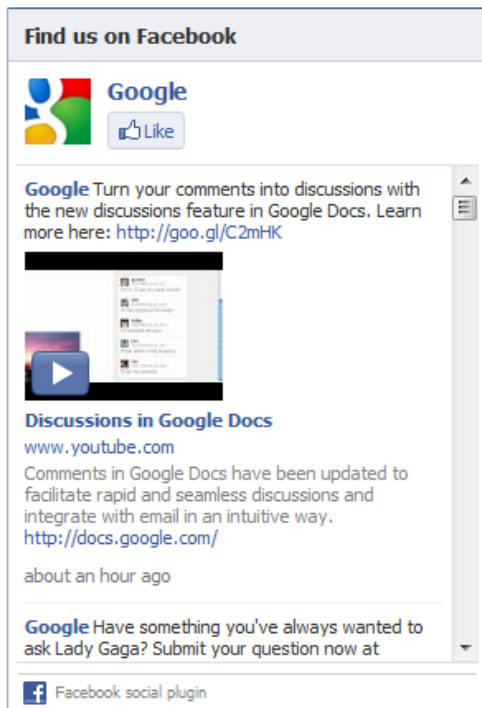 Find us on Facebook
Google
Like
Google Turn your comments into discussions with
the new discussions feature in Google Docs. Learn
more here: http://goo.gl/C2mHK
Discussions in Google Docs
www.youtube.com
Comments in Google Docs have been updated to
facilitate rapid and seamless discussions and
integrate with email in an intuitive way.
http://docs.google.com/
about an hour ago
Google Have something you've always wanted to
ask Lady Gaga? Submit your question now at
Facebook social plugin